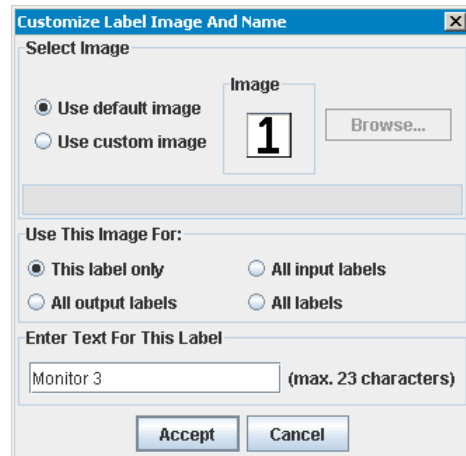 Customize Label Image And Name
Select Image
Image
Use default image
Use custom image
1
Browse...
Use This Image For:
This label only
All input labels
All output labels
All labels
Enter Text For This Label
Monitor 3
(max. 23 characters)
Accept
Cancel